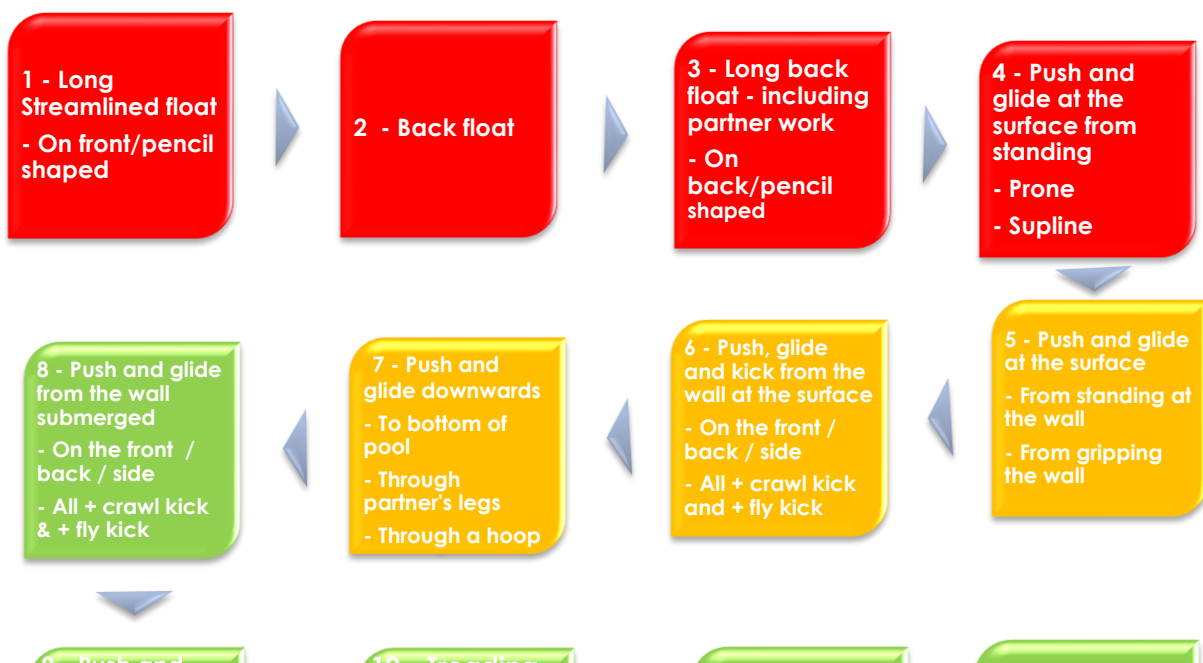 1 - Long
Streamlined float
- On front/pencil
shaped
2 - Back float
3 - Long back
float - including
partner work
- On
back/pencil
shaped
4 - Push and
glide at the
surface from
standing
- Prone
- Supline
5 - Push and glide
at the surface
- From standing at
the wall
- From gripping
the wall
6 - Push, glide
and kick from the
wall at the surface
- On the front /
back / side
- All + crawl kick
and + fly kick
7 - Push and
glide downwards
- To bottom of
pool
- Through
partner's legs
- Through a hoop
8 - Push and glide
from the wall
submerged
- On the front /
back / side
- All + crawl kick
& + fly kick
9 - Push and
10 - Treading